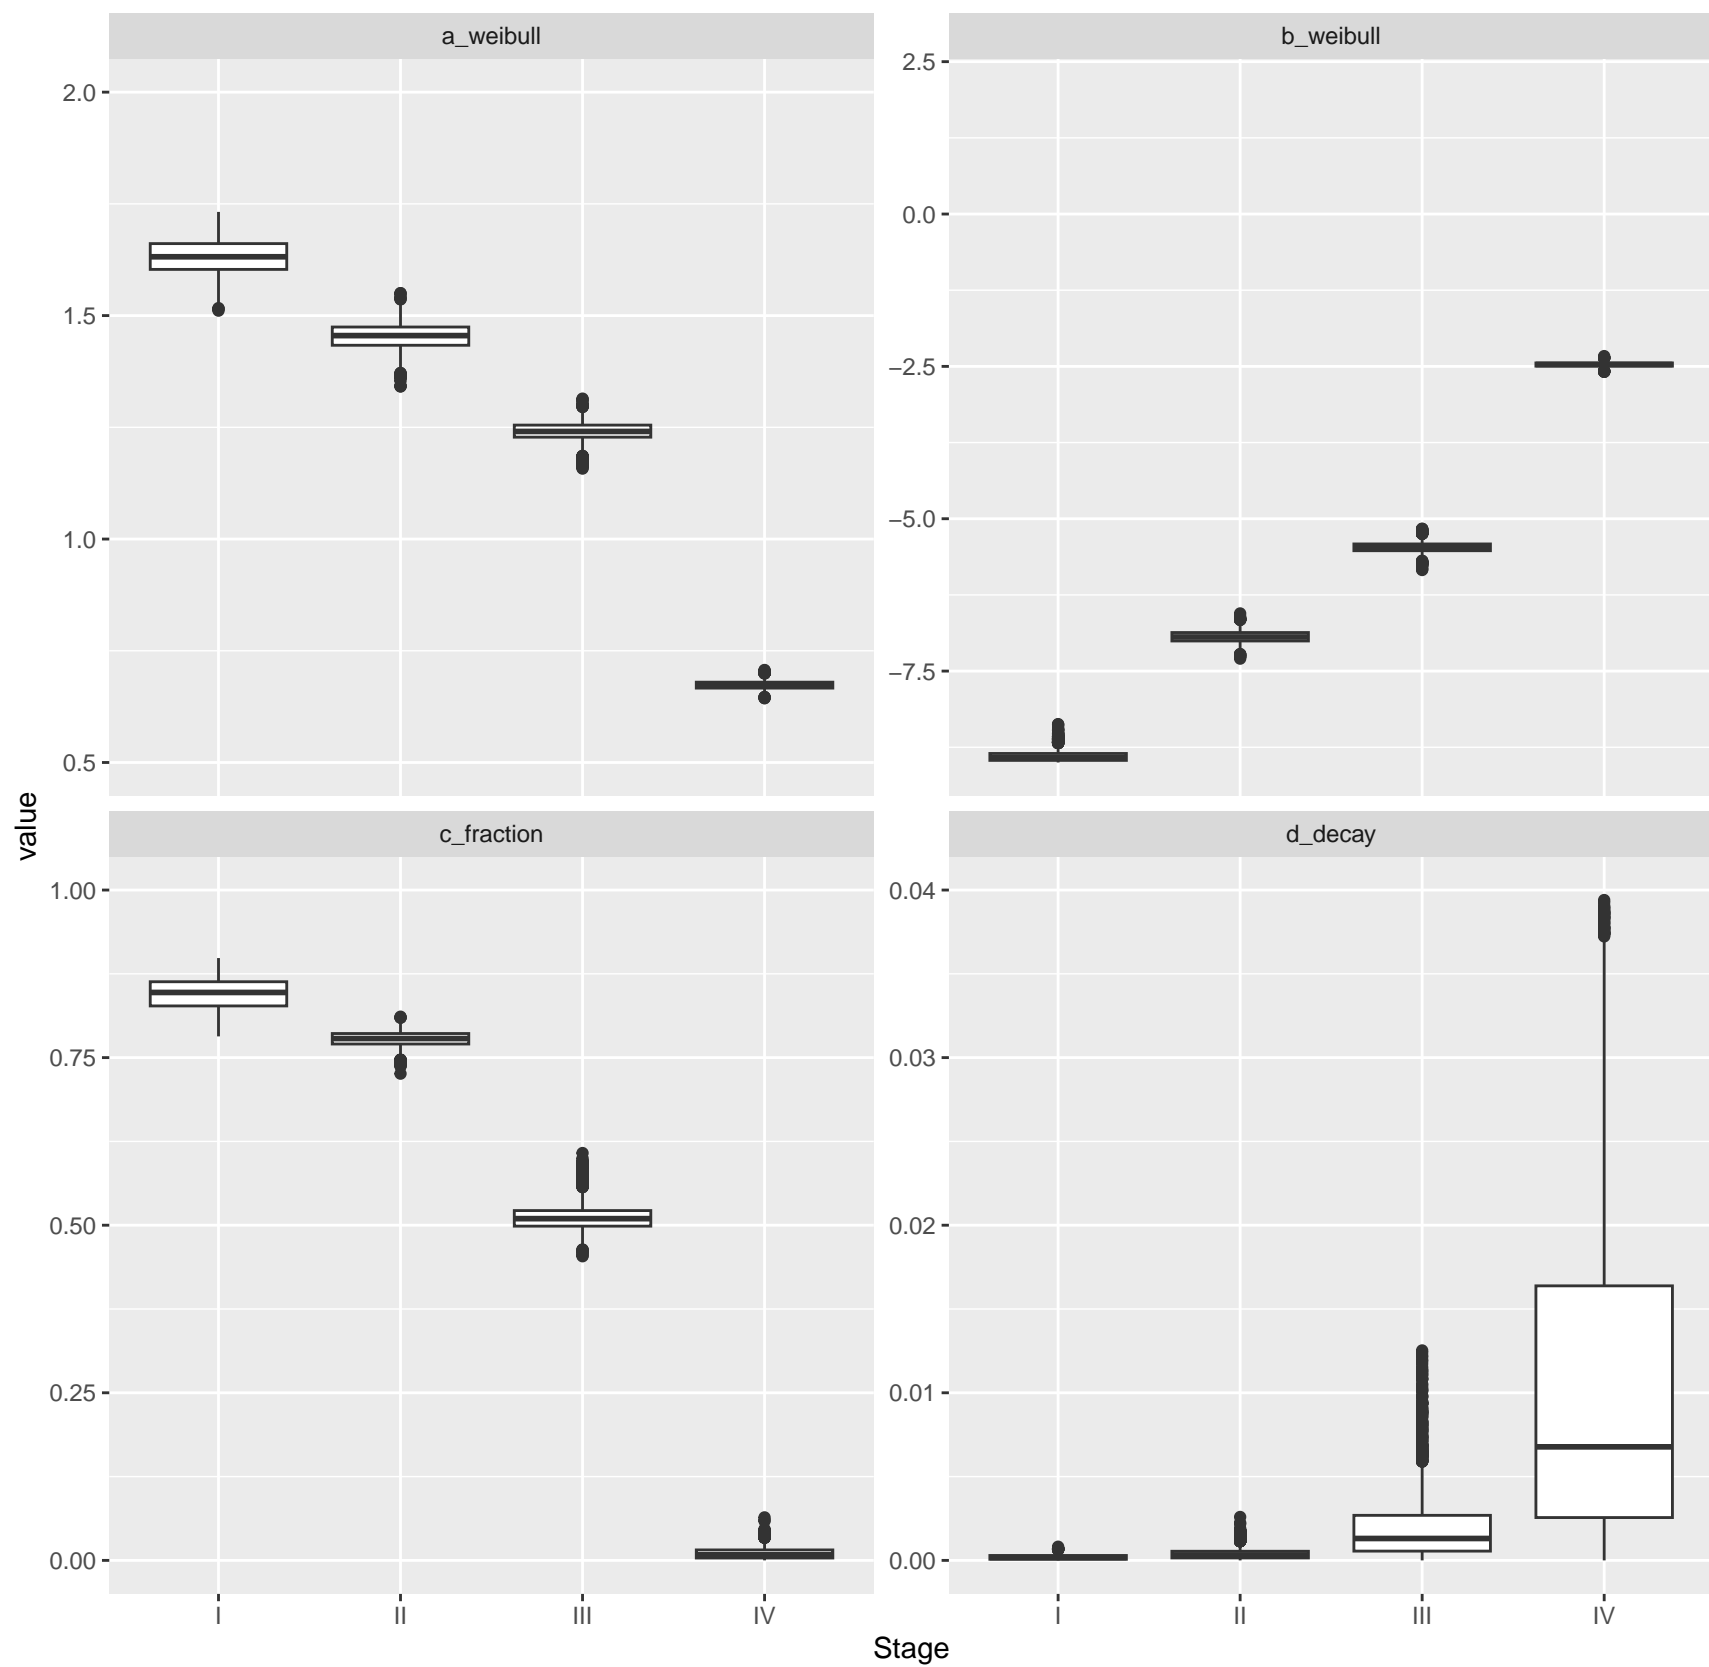 a_weibull
b_weibull
2.0
1.5
1.0
0.5
2.5
0.0
−2.5
−5.0
−7.5
value
c_fraction
d_decay
1.00
0.75
0.50
0.25
0.00
0.04
0.03
0.02
0.01
0.00
I II III IV
I II III IV
Stage